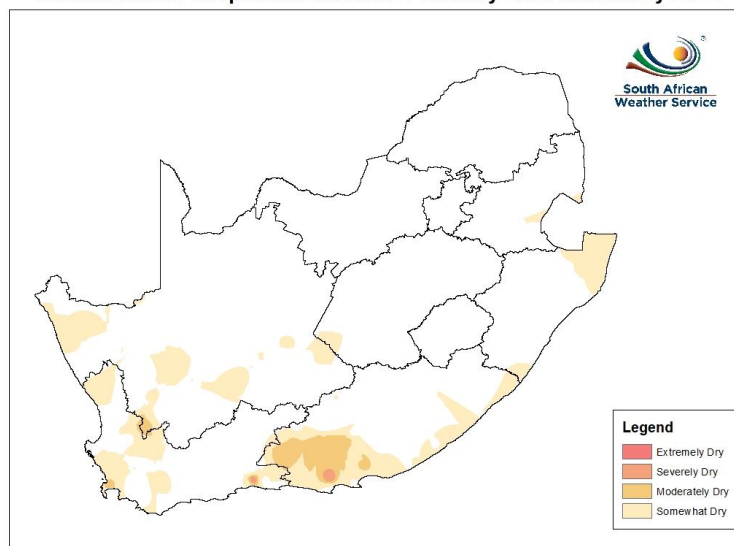 South African
Weather Service
Legend
Extremely Dry
Severely Dry
Moderately Dry
Somewhat Dry